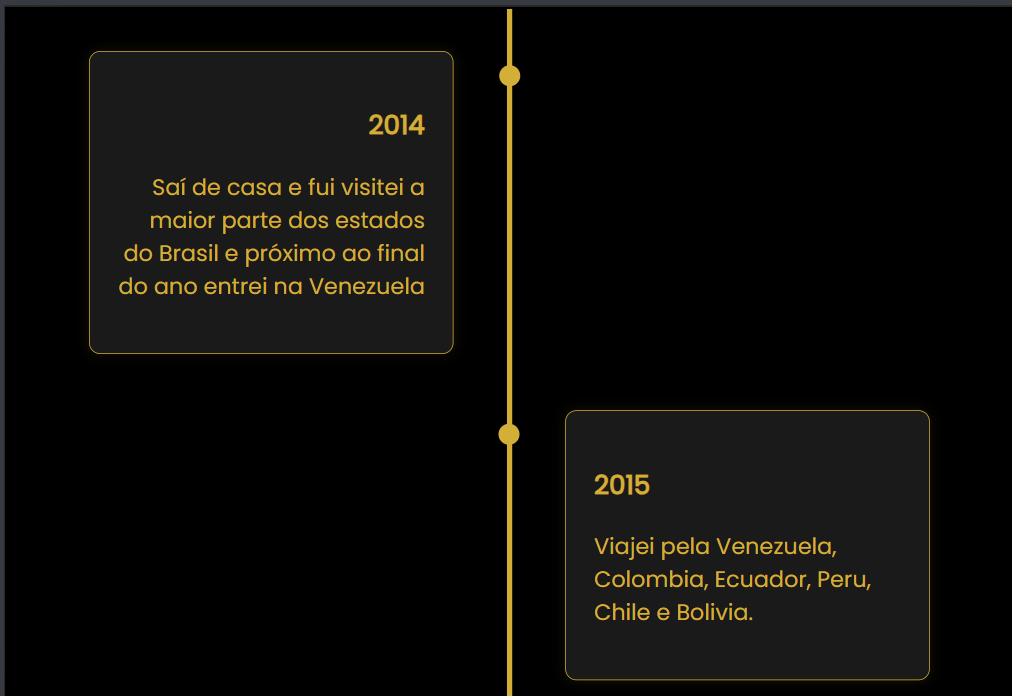 2014
Saí de casa e fui visitei a
maior parte dos estados
do Brasil e próximo ao final
do ano entrei na Venezuela
2015
Viajei pela Venezuela,
Colombia, Ecuador, Peru,
Chile e Bolivia.